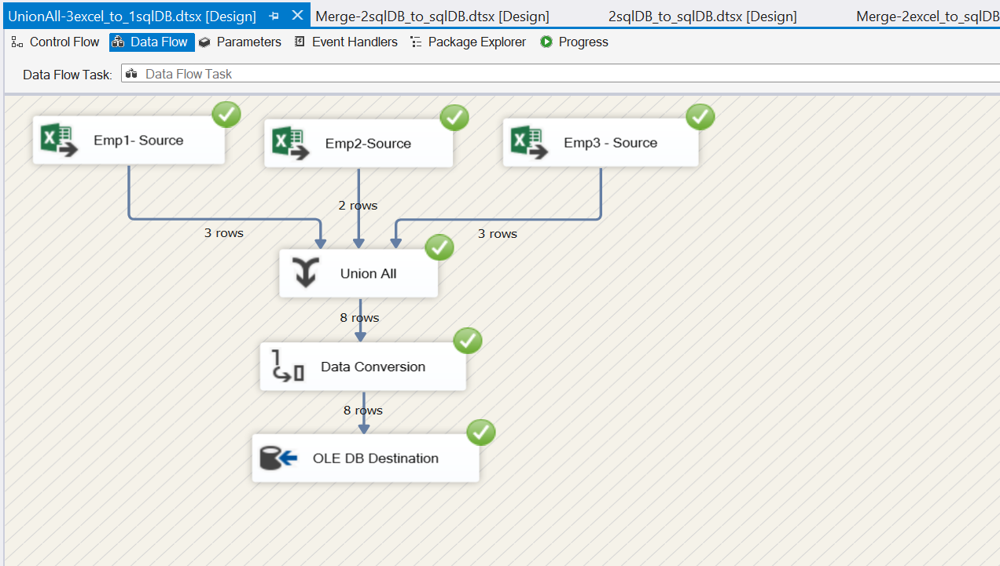 UnionAll-3excel_to_1sqlDB.dtsx [Design] Merge-2sqlDB_to_sqlDB.dtsx [Design] 2sqlDB_to_sqlDB.dtsx [Design] Merge-2excel_to_sqlDB
Control Flow Data Flow Parameters Event Handlers Package Explorer Progress
Data Flow Task: Data Flow Task
Emp1- Source Emp2-Source Emp3 - Source
2 rows
3 rows 3 rows
Union All
8 rows
Data Conversion
8 rows
OLE DB Destination